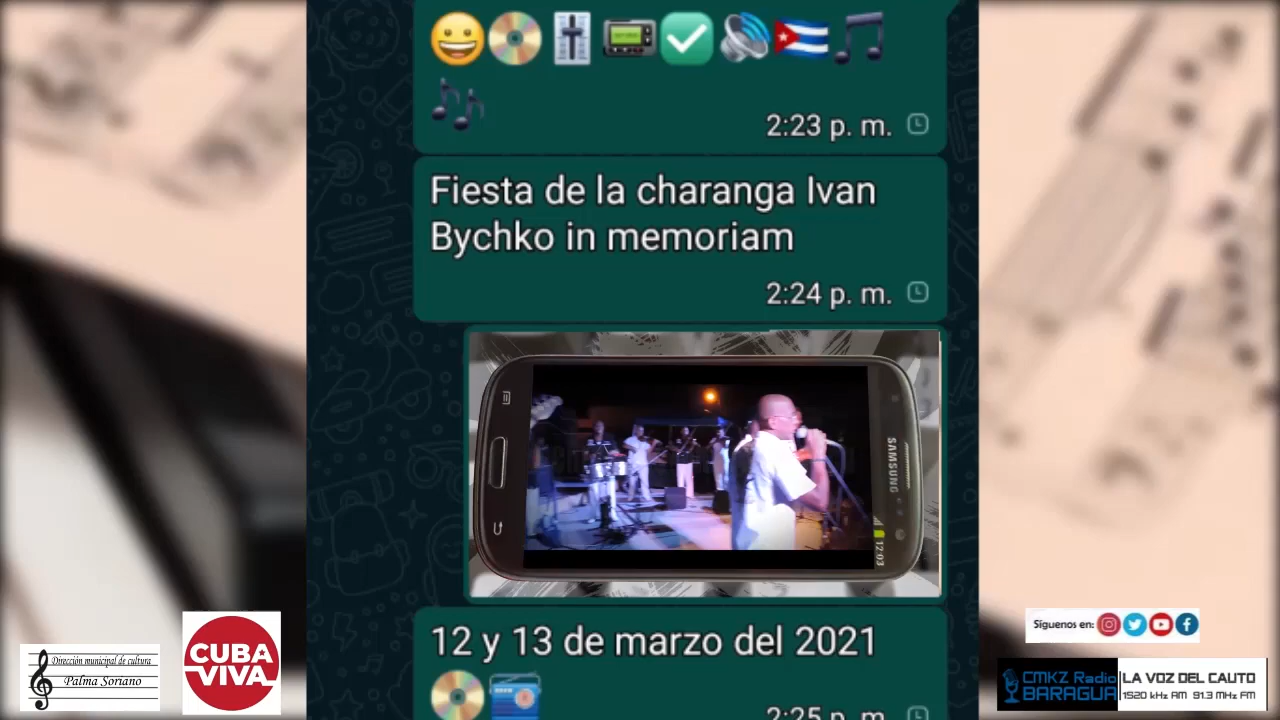 2:23 p. m.
Fiesta de la charanga Ivan
Bychko in memoriam
2:24 p. m.
SAMSUNG
12:03
12 y 13 de marzo del 2021
2:25 p. m.
Dirección municipal de cultura
Palma Soriano
CUBA
VIVA
Síguenos en:
CMKZ Radio
BARAGUA
LA VOZ DEL CAUTO
1520 kHz AM 91.3 MHz FM